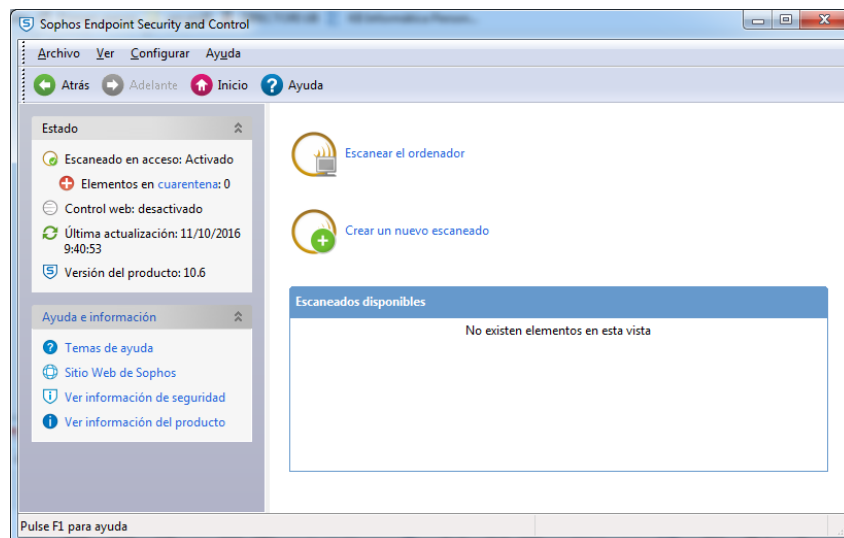 Sophos Endpoint Security and Control
Archivo Ver Configurar Ayuda
Atrás Adelante Inicio Ayuda
Estado
Escaneado en acceso: Activado
Elementos en cuarentena: 0
Control web: desactivado
Última actualización: 11/10/2016
9:40:53
Versión del producto: 10.6
Ayuda e información
Temas de ayuda
Sitio Web de Sophos
Ver información de seguridad
Ver información del producto
Escanear el ordenador
Crear un nuevo escaneado
Escaneados disponibles
No existen elementos en esta vista
Pulse F1 para ayuda